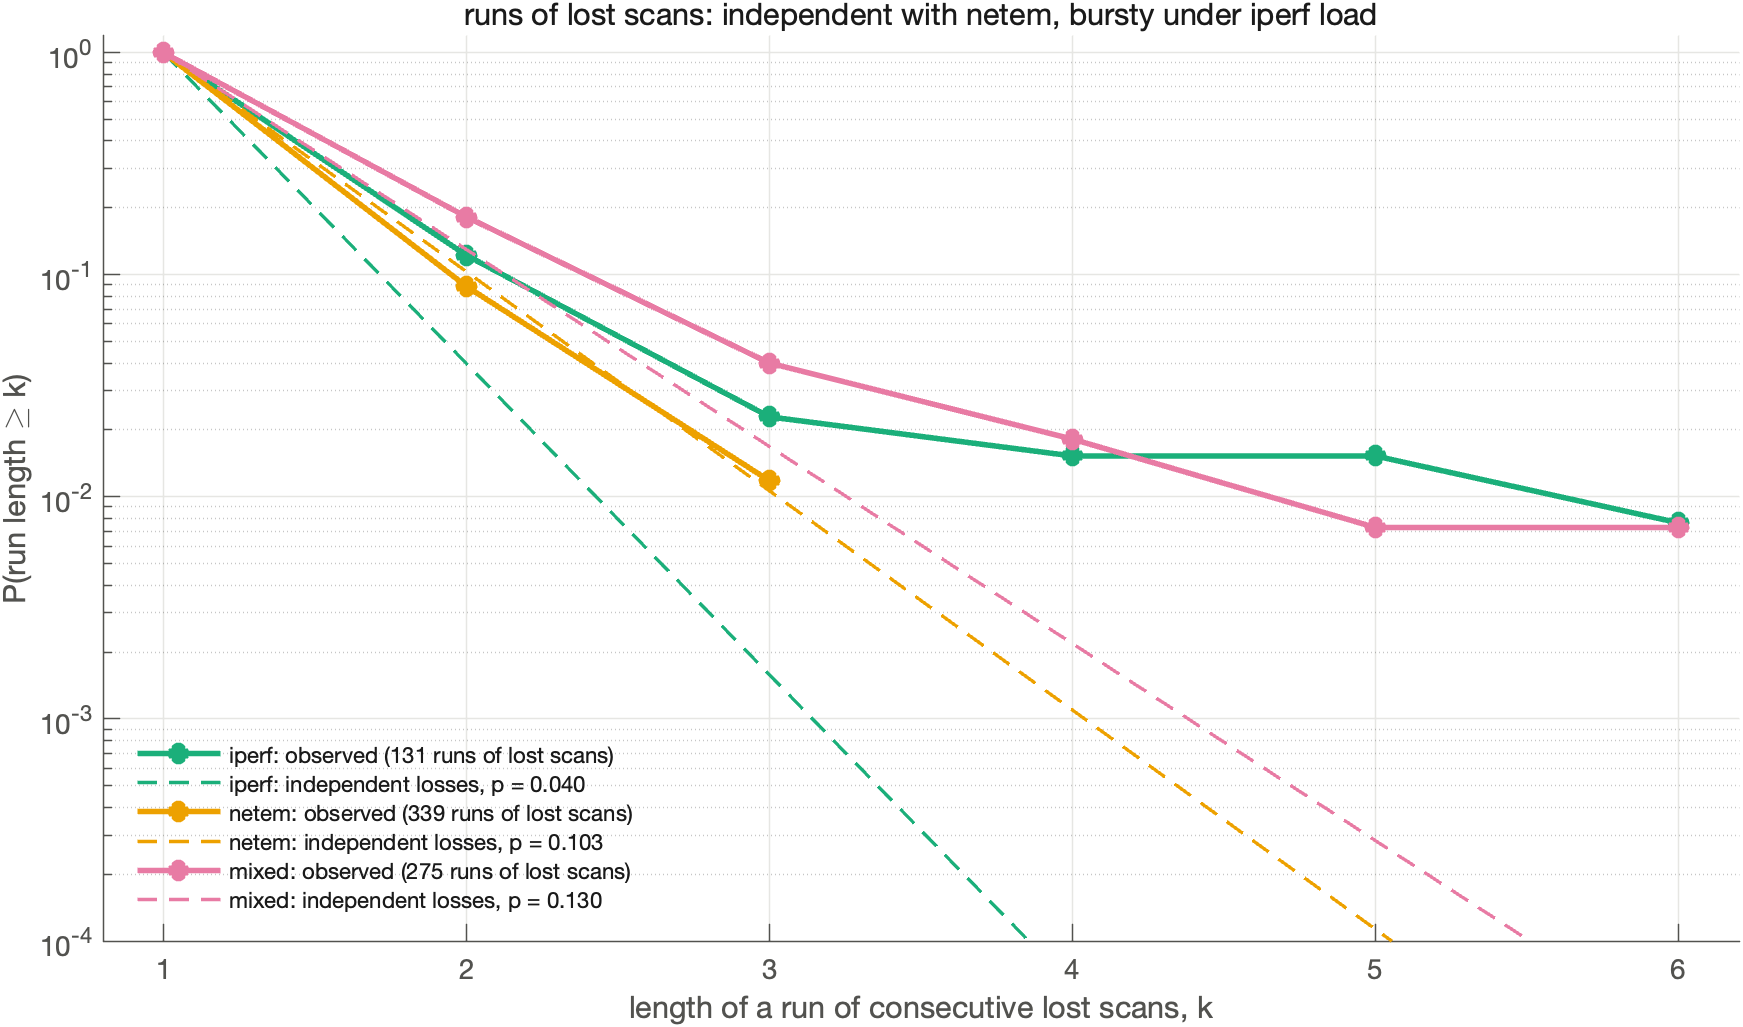 runs of lost scans: independent with netem, bursty under iperf load
P(run length ≥ k)
10^0
10^-1
10^-2
10^-3
10^-4
iperf: observed (131 runs of lost scans)
iperf: independent losses, p = 0.040
netem: observed (339 runs of lost scans)
netem: independent losses, p = 0.103
mixed: observed (275 runs of lost scans)
mixed: independent losses, p = 0.130
1 2 3 4 5 6
length of a run of consecutive lost scans, k